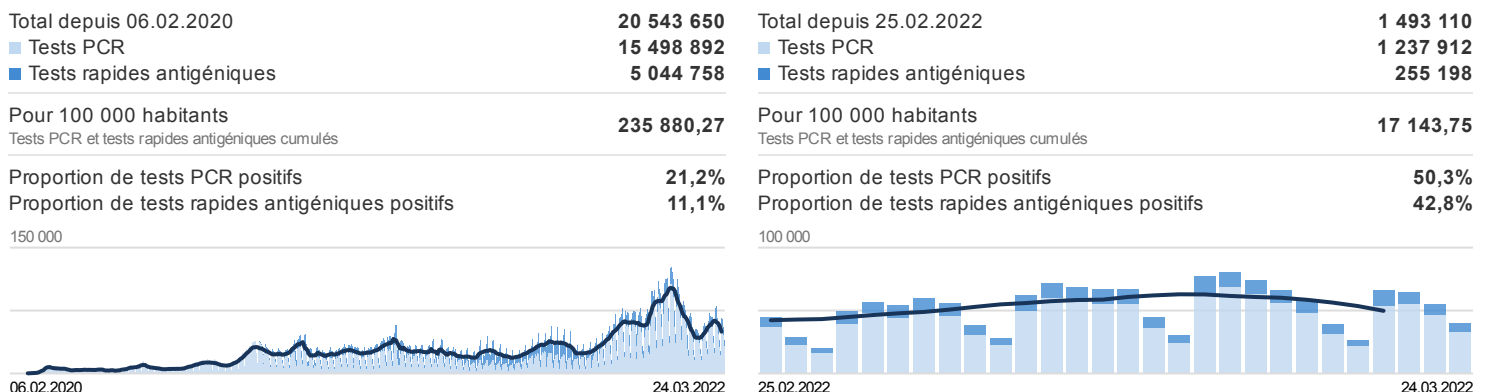 Total depuis 06.02.2020 20 543 650
Tests PCR 15 498 892
Tests rapides antigéniques 5 044 758
Pour 100 000 habitants 235 880,27
Tests PCR et tests rapides antigéniques cumulés
Proportion de tests PCR positifs 21,2%
Proportion de tests rapides antigéniques positifs 11,1%
150 000
06.02.2020 24.03.2022
Total depuis 25.02.2022 1 493 110
Tests PCR 1 237 912
Tests rapides antigéniques 255 198
Pour 100 000 habitants 17 143,75
Tests PCR et tests rapides antigéniques cumulés
Proportion de tests PCR positifs 50,3%
Proportion de tests rapides antigéniques positifs 42,8%
100 000
25.02.2022 24.03.2022